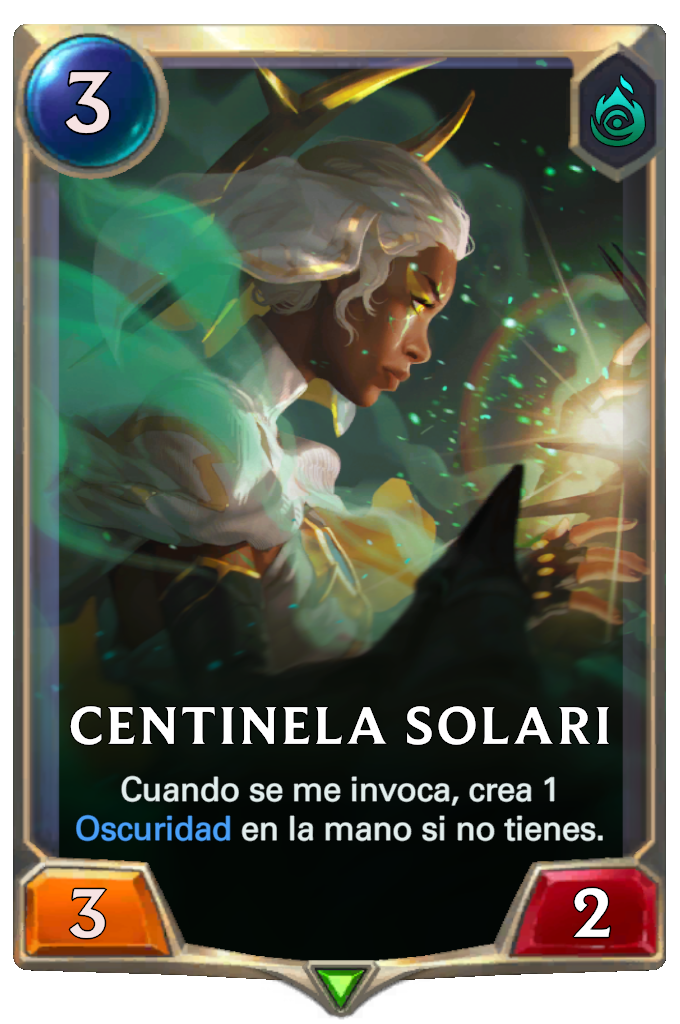 3
CENTINELA SOLARI
Cuando se me invoca, crea 1
Oscuridad en la mano si no tienes.
3
2